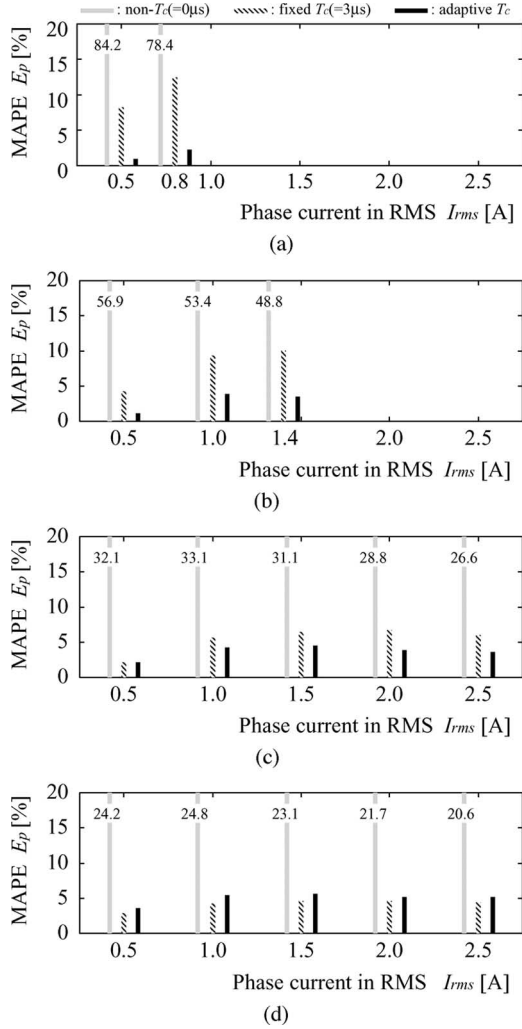 : non-Tc(=0μs) : fixed Tc(=3μs) : adaptive Tc
20
15
10
5
0
MAPE Ep [%]
84.2 78.4
0.5 0.8 1.0 1.5 2.0 2.5
Phase current in RMS Irms [A]
(a)
20
15
10
5
0
MAPE Ep [%]
56.9 53.4 48.8
0.5 1.0 1.4 2.0 2.5
Phase current in RMS Irms [A]
(b)
20
15
10
5
0
MAPE Ep [%]
32.1 33.1 31.1 28.8 26.6
0.5 1.0 1.5 2.0 2.5
Phase current in RMS Irms [A]
(c)
20
15
10
5
0
MAPE Ep [%]
24.2 24.8 23.1 21.7 20.6
0.5 1.0 1.5 2.0 2.5
Phase current in RMS Irms [A]
(d)